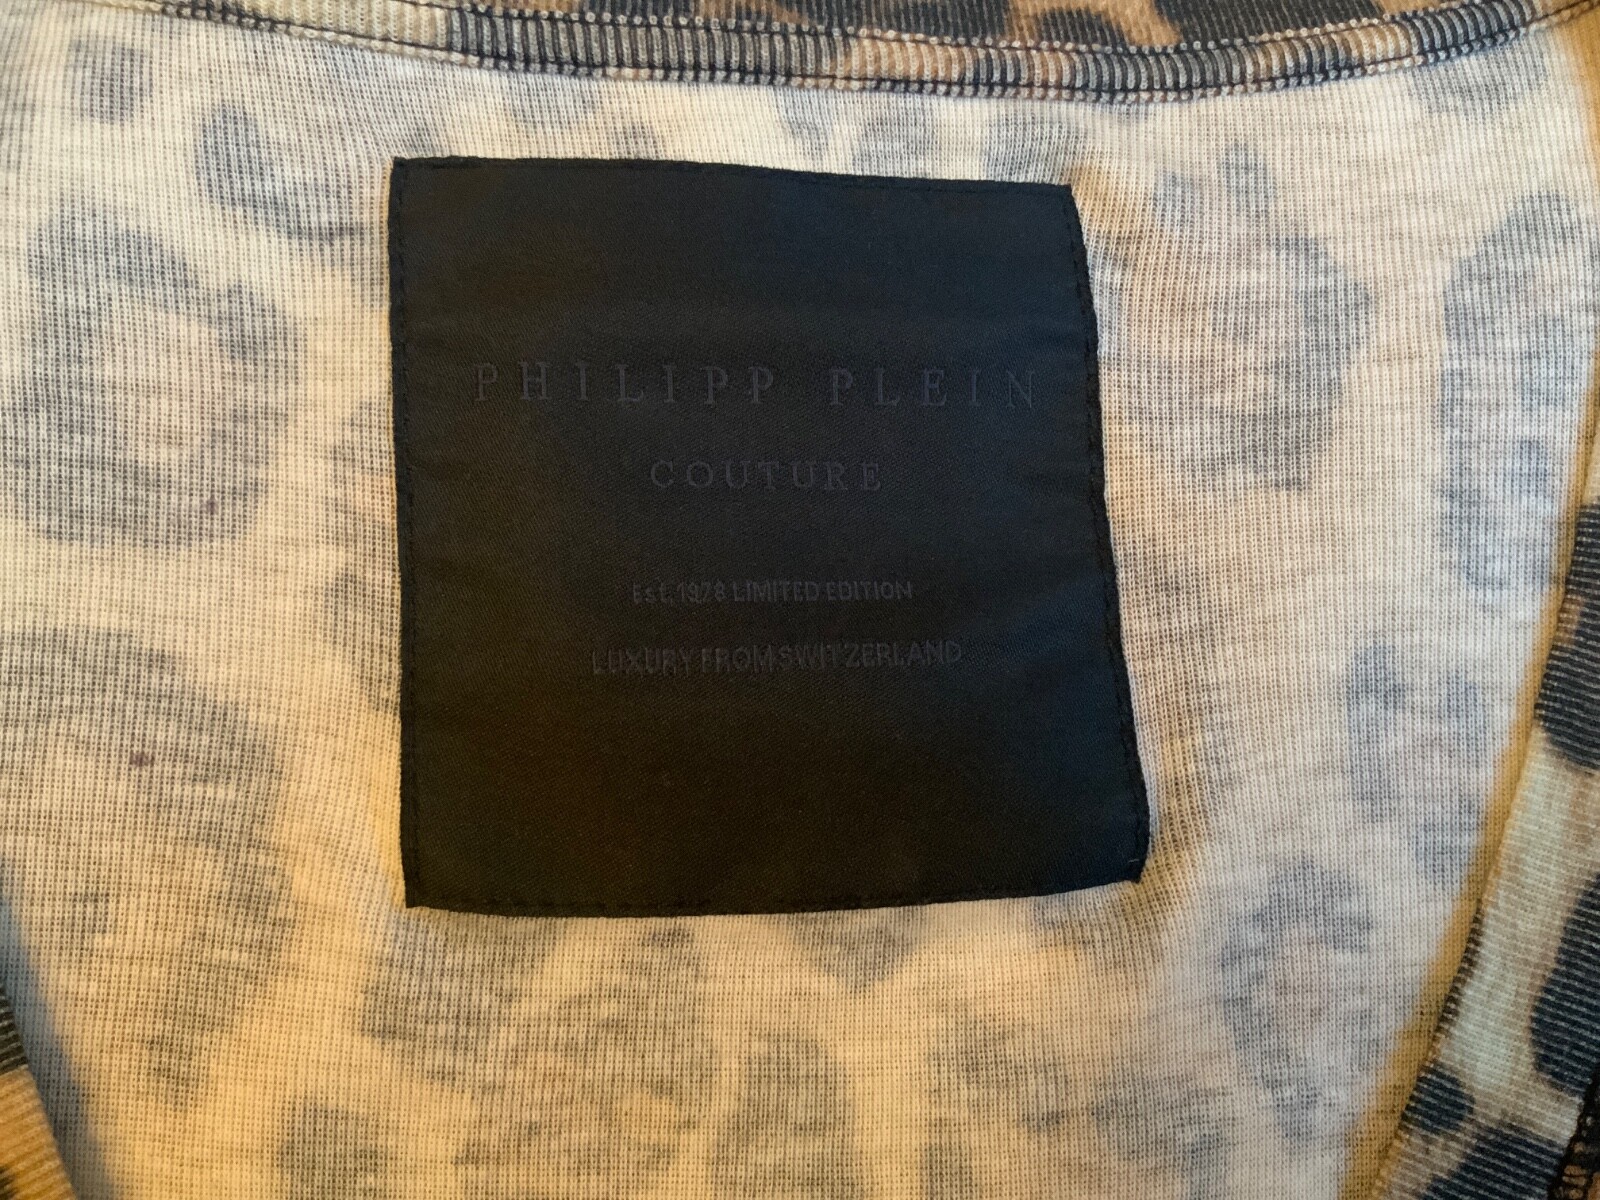 PHILIPP PLEIN
COUTURE
Est. 1978 LIMITED EDITION
LUXURY FROM SWITZERLAND